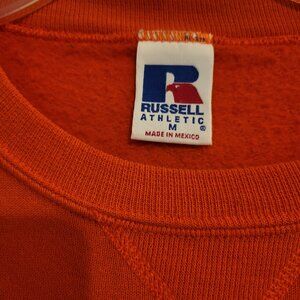 R
RUSSELL
ATHLETIC
M ®
MADE IN MEXICO